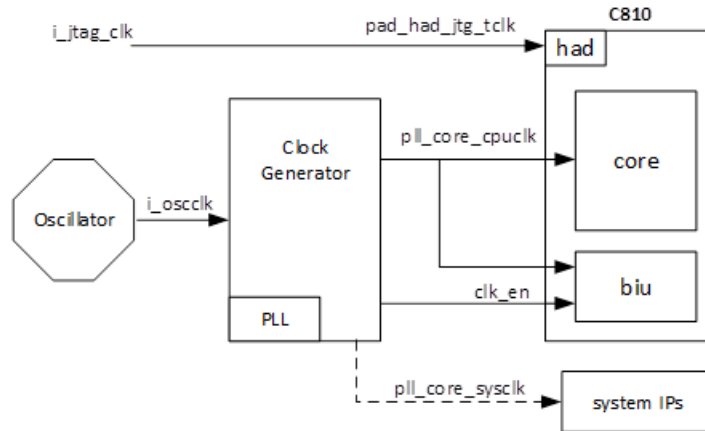 C810
i_jtag_clk
pad_had_jtg_tclk
had
Clock
Generator
pll_core_cpuclk
core
Oscillator
i_oscclk
clk_en
biu
PLL
pll_core_sysclk
system IPs